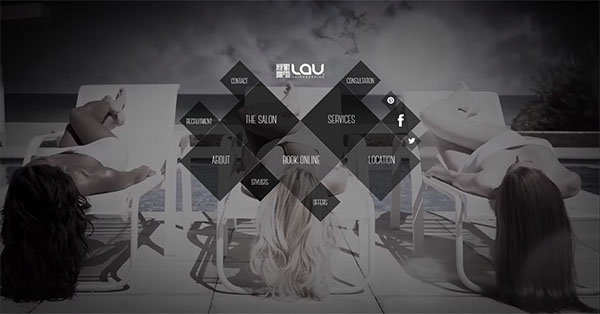 LAU
CONTACT
CONSULTATION
RECRUITMENT
THE SALON
SERVICES
ABOUT
BOOK ONLINE
LOCATION
STYLISTS
OFFERS